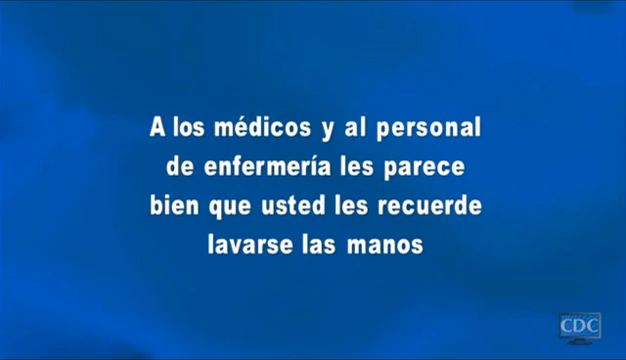 A los médicos y al personal
de enfermería les parece
bien que usted les recuerde
lavarse las manos
CDC